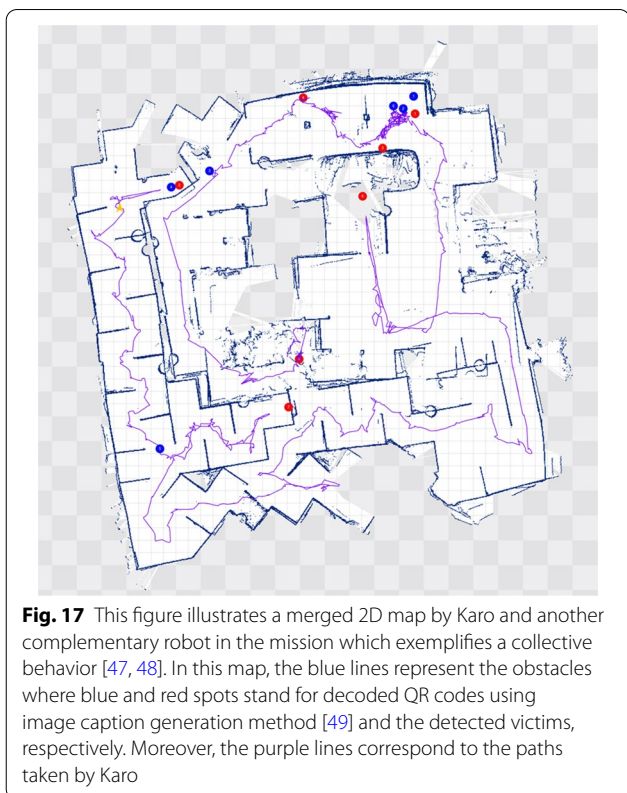 Fig. 17 This figure illustrates a merged 2D map by Karo and another
complementary robot in the mission which exemplifies a collective
behavior [47, 48]. In this map, the blue lines represent the obstacles
where blue and red spots stand for decoded QR codes using
image caption generation method [49] and the detected victims,
respectively. Moreover, the purple lines correspond to the paths
taken by Karo